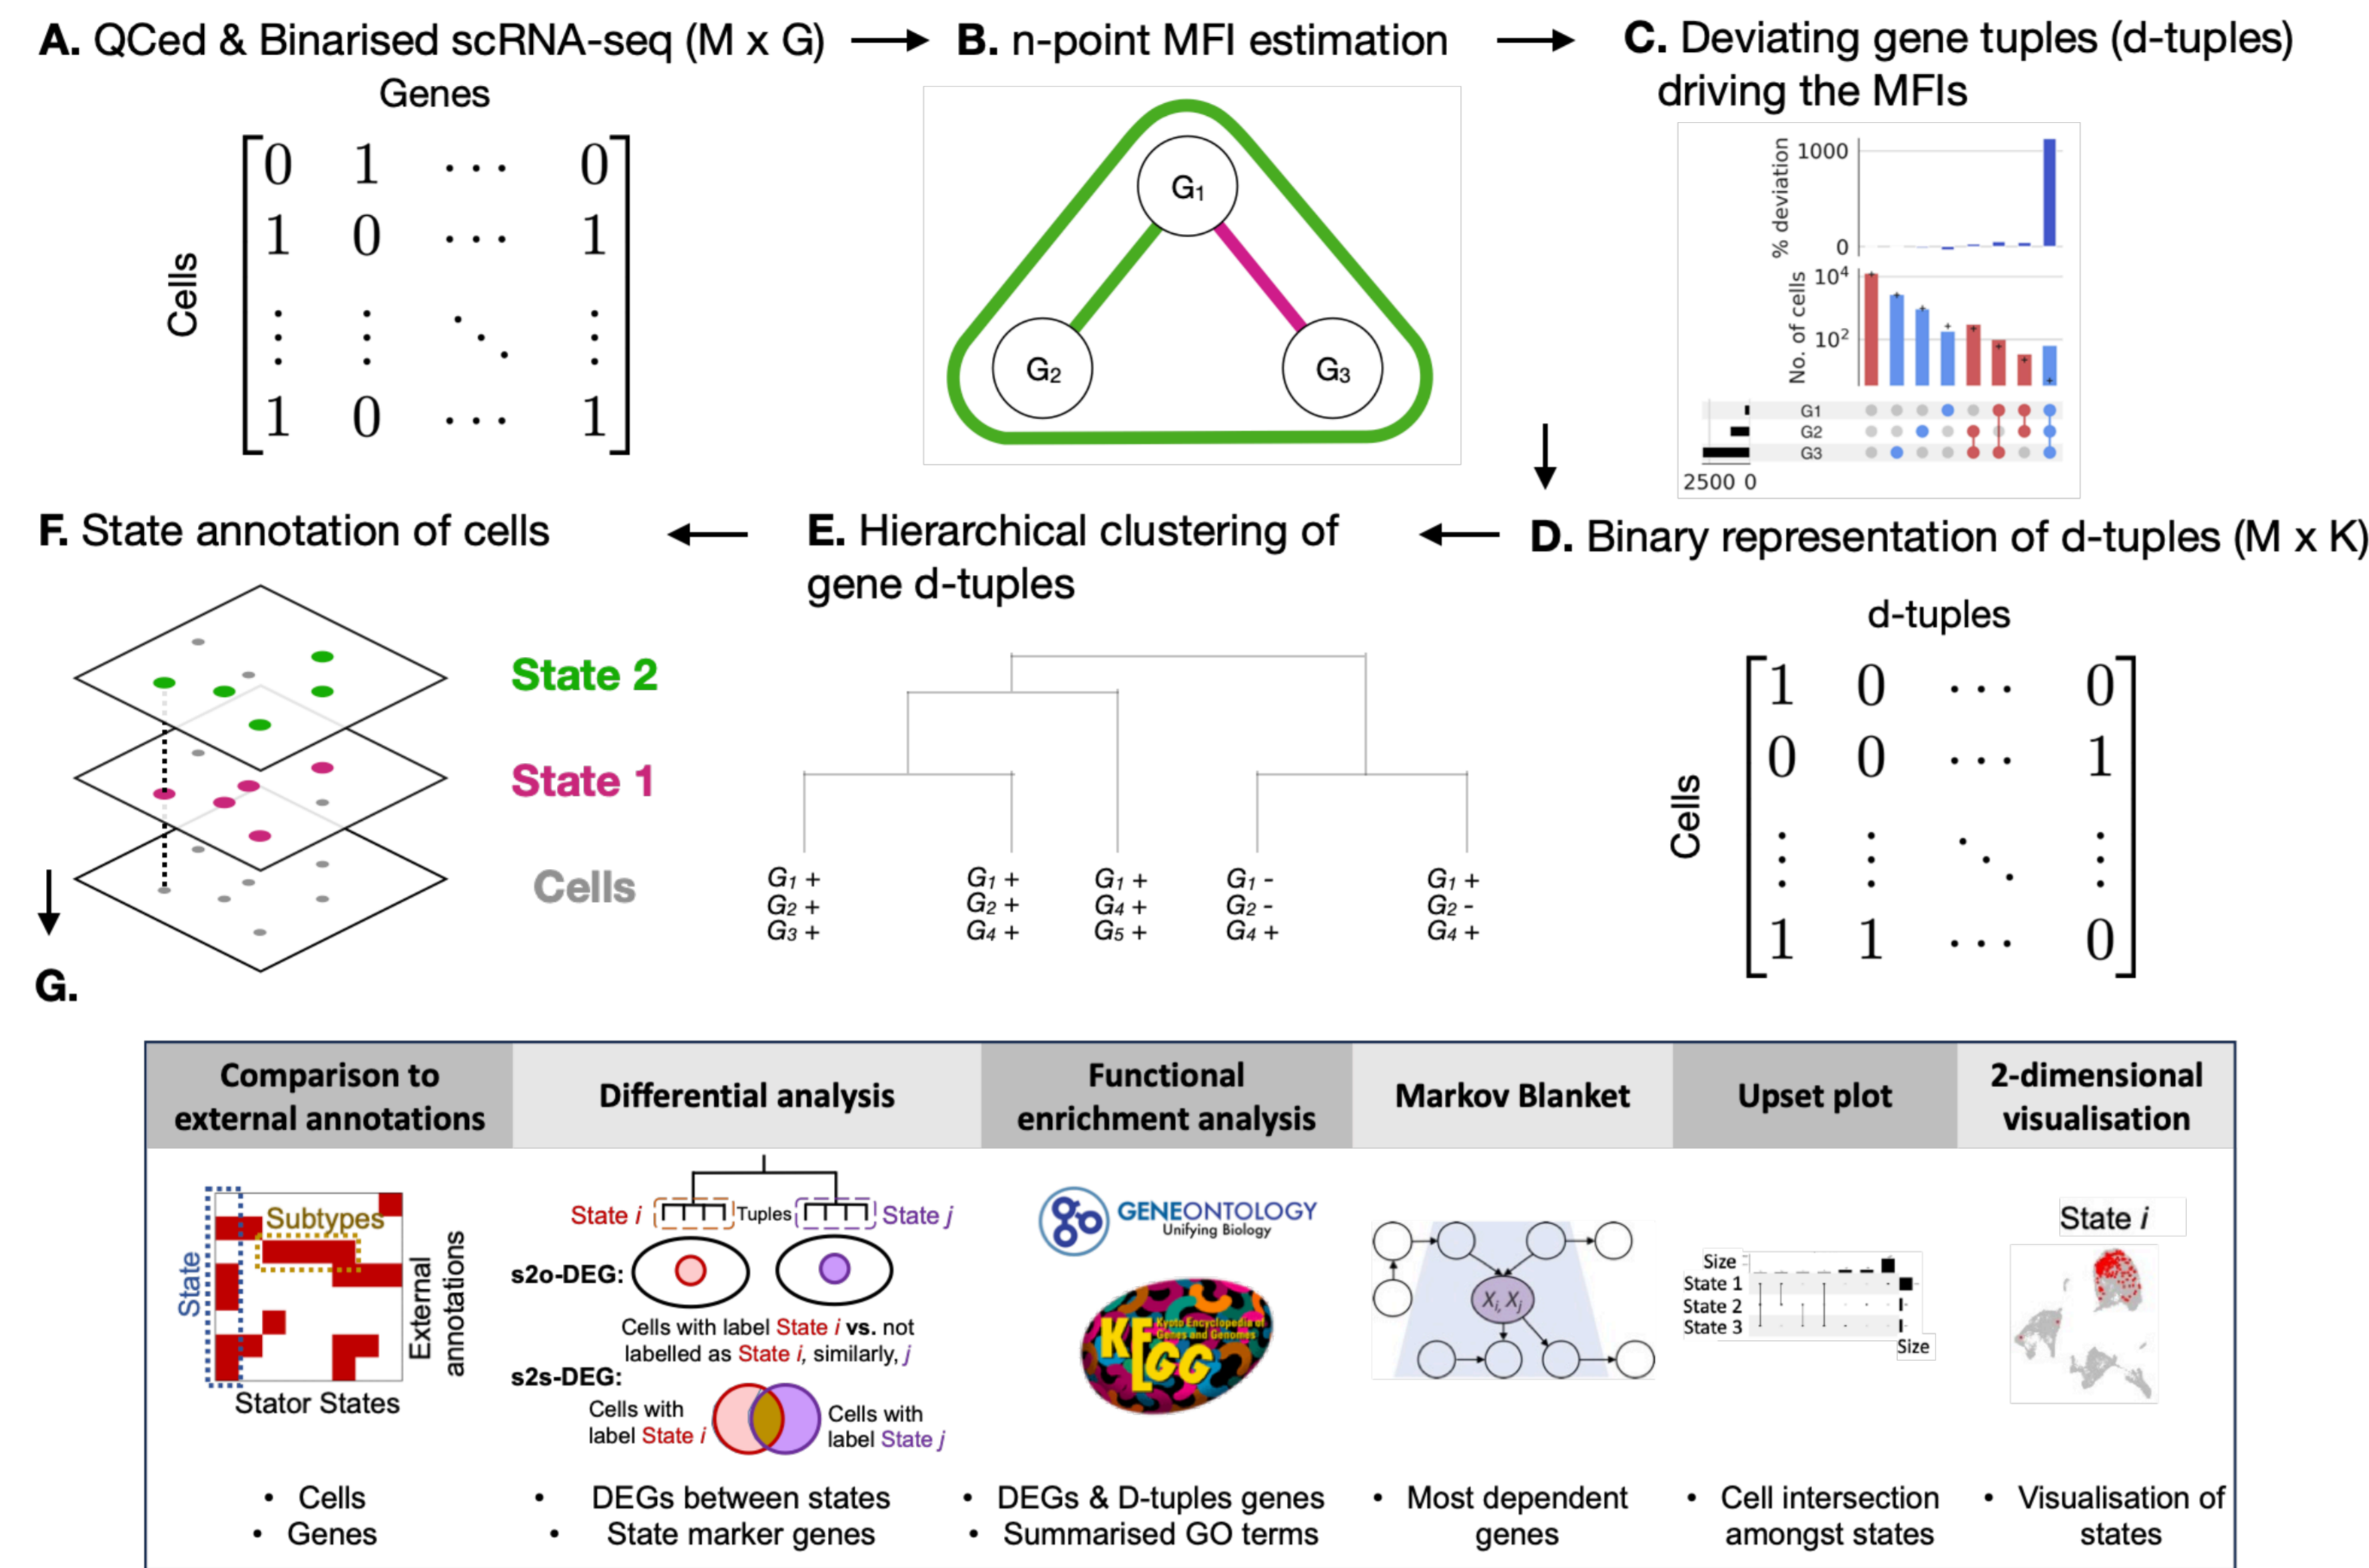 A. QCed & Binarised scRNA-seq (M x G)
Genes
Cells
0 1 ⋯ 0
1 0 ⋯ 1
⋮ ⋮ ⋱ ⋮
1 0 ⋯ 1
B. n-point MFI estimation
G1
G2
G3
C. Deviating gene tuples (d-tuples)
driving the MFIs
% deviation
1000
0
No. of cells
10⁴
10²
G1
G2
G3
2500 0
D. Binary representation of d-tuples (M x K)
d-tuples
Cells
1 0 ⋯ 0
0 0 ⋯ 1
⋮ ⋮ ⋱ ⋮
1 1 ⋯ 0
E. Hierarchical clustering of
gene d-tuples
G1 + G1 + G1 + G1 - G1 +
G2 + G2 + G4 + G2 - G2 -
G3 + G4 + G5 + G4 + G4 +
F. State annotation of cells
State 2
State 1
Cells
G.
Comparison to
external annotations
State
Subtypes
External
annotations
Stator States
• Cells
• Genes
Differential analysis
State i Tuples State j
s2o-DEG:
Cells with label State i vs. not
labelled as State i, similarly, j
s2s-DEG:
Cells with
label State i
Cells with
label State j
• DEGs between states
• State marker genes
Functional
enrichment analysis
GENEONTOLOGY
Unifying Biology
KEGG
Kyoto Encyclopedia of
Genes and Genomes
• DEGs & D-tuples genes
• Summarised GO terms
Markov Blanket
Xi, Xj
• Most dependent
genes
Upset plot
Size
State 1
State 2
State 3
Size
• Cell intersection
amongst states
2-dimensional
visualisation
State i
• Visualisation of
states